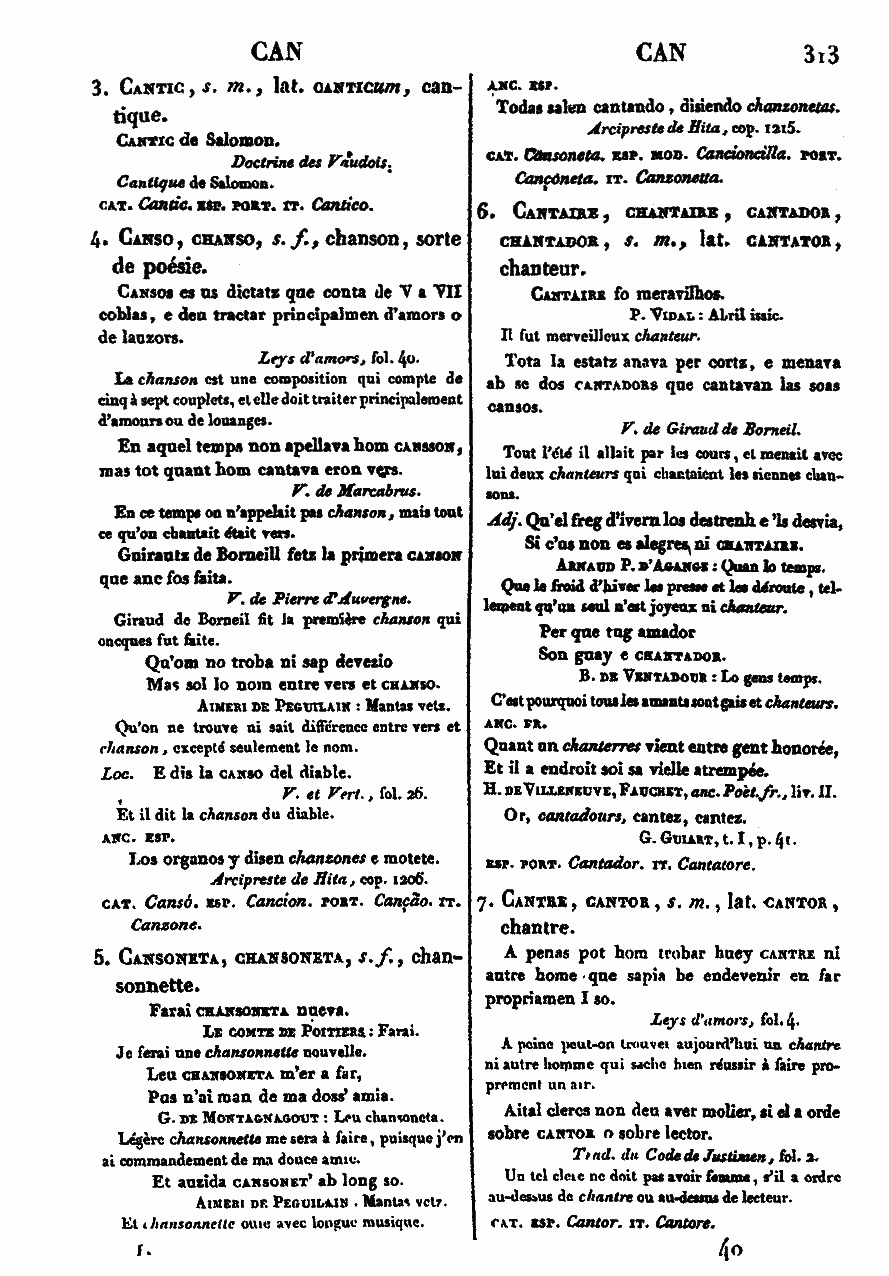 CAN
CAN 313
3. CANTIC, s. m., lat. CANTICum, can-
tique.
CANTIC de Salomon.
Doctrine des Vaudois.
Cantique de Salomon.
CAT. Cantic. ESP. PORT. IT. Cantico.
4. CANSO, CHANSO, s. f., chanson, sorte
de poésie.
CANSOS es us dictatz que conta de V a VII
coblas, e deu tractar principalmen d'amors o
de lauzors.
Leys d'amors, fol. 40.
La chanson est une composition qui compte de
cinq à sept couplets, et elle doit traiter principalement
d'amours ou de louanges.
En aquel temps non apellava hom CANSSON,
mas tot quant hom cantava eron vers.
V. de Marcabrus.
En ce temps on n'appelait pas chanson, mais tout
ce qu'on chantait était vers.
Guirautz de Borneill fetz la primera CANSON
que anc fos faita.
V. de Pierre d'Auvergne.
Giraud de Borneil fit la première chanson qui
oncques fut faite.
Qu'om no troba ni sap devezio
Mas sol lo nom entre vers et CHANSO.
AIMERI DE PEGUILAIN : Mantas vetz.
Qu'on ne trouve ni sait différence entre vers et
chanson, excepté seulement le nom.
Loc. E dis la CANSO del diable.
V. et Vert., fol. 26.
Et il dit la chanson du diable.
ANC. ESP.
Los organos y disen chanzones e motete.
Arcipreste de Hita, cop. 1206.
CAT. Cansó. ESP. Cancion. PORT. Canção. IT.
Canzone.
5. CANSONETA, CHANSONETA, s. f., chan-
sonnette.
Farai CHANSONETA nueva.
LE COMTE DE POITIERS : Farai.
Je ferai une chansonnette nouvelle.
Leu CHANSONETA m'er a far,
Pus n'ai man de ma doss' amia.
G. DE MONTAGNAGOUT : Leu chansoneta.
Légère chansonnette me sera à faire, puisque j'en
ai commandement de ma douce amie.
Et auzida CANSONET' ab long so.
AIMERI DE PEGUILAIN. Mantas vetz.
Et chansonnette ouie avec longue musique.
I.
ANC. ESP.
Todas salen cantando, disiendo chanzonetas.
Arcipreste de Hita, cop. 1215.
CAT. Cansoneta. ESP. MOD. Cancioncilla. PORT.
Cançoneta. IT. Canzonetta.
6. CANTAIRE, CHANTAIRE, CANTADOR,
CHANTADOR, s. m., lat. CANTATOR,
chanteur.
CANTAIRE fo meravilhos.
P. VIDAL : Abril issic.
Il fut merveilleux chanteur.
Tota la estatz anava per cortz, e menava
ab se dos CANTADORS que cantavan las soas
cansos.
V. de Giraud de Borneil.
Tout l'été il allait par les cours, et menait avec
lui deux chanteurs qui chantaient les siennes chan-
sons.
Adj. Qu'el freg d'ivern los destrenh e 'ls desvia,
Si c'us non es alegres ni CHANTAIRE.
ARNAUD P. D'AGANGE : Quan lo temps.
Que le froid d'hiver les presse et les déroute, tel-
lement qu'un seul n'est joyeux ni chanteur.
Per que tug amador
Son guay e CHANTADOR.
B. DE VENTADOUR : Lo gens temps.
C'est pourquoi tous les amants sont gais et chanteurs.
ANC. FR.
Quant un chanterres vient entre gent honorée,
Et il a endroit soi sa vielle atrempée.
H. DE VILLENEUVE, FAUCHET, anc. Poët. fr., liv. II.
Or, cantadours, cantez, cantez.
G. GUIART, t. I, p. 41.
ESP. PORT. Cantador. IT. Cantatore.
7. CANTRE, CANTOR, s. m., lat. CANTOR,
chantre.
A penas pot hom trobar huey CANTRE ni
autre home que sapia be endevenir en far
propriamen I so.
Leys d'amors, fol. 4.
A peine peut-on trouver aujourd'hui un chantre
ni autre homme qui sache bien réussir à faire pro-
prement un air.
Aital clercs non deu aver molier, si el a orde
sobre CANTOR o sobre lector.
Trad. du Code de Justinien, fol. 2.
Un tel clerc ne doit pas avoir femme, s'il a ordre
au-dessus de chantre ou au-dessus de lecteur.
CAT. ESP. Cantor. IT. Cantore.
40